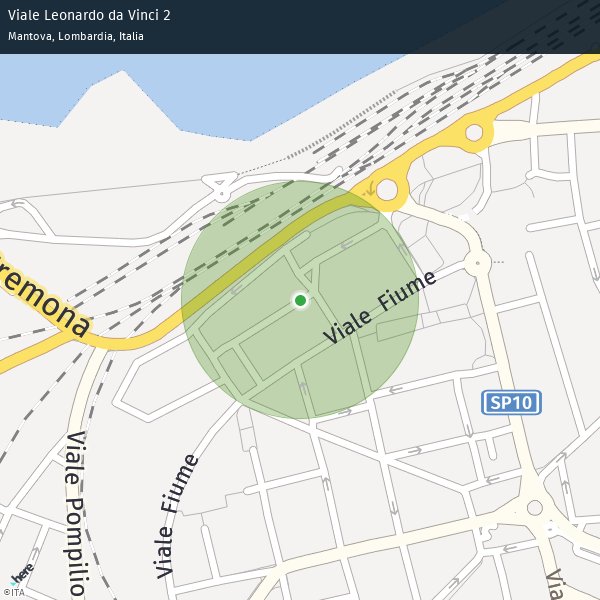 Viale Leonardo da Vinci 2
Mantova, Lombardia, Italia
Viale Fiume
remona
SP10
Viale Pompilio
Viale Fiume
Via
here
©ITA